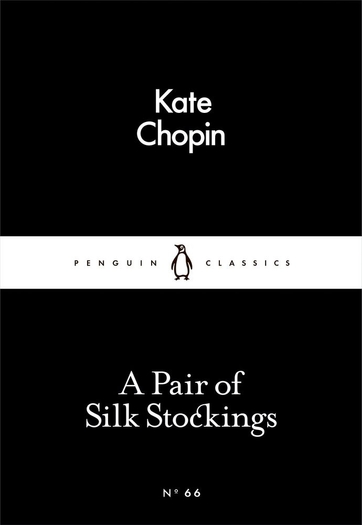 Kate
Chopin
PENGUIN CLASSICS
A Pair of
Silk Stockings
Nº 66